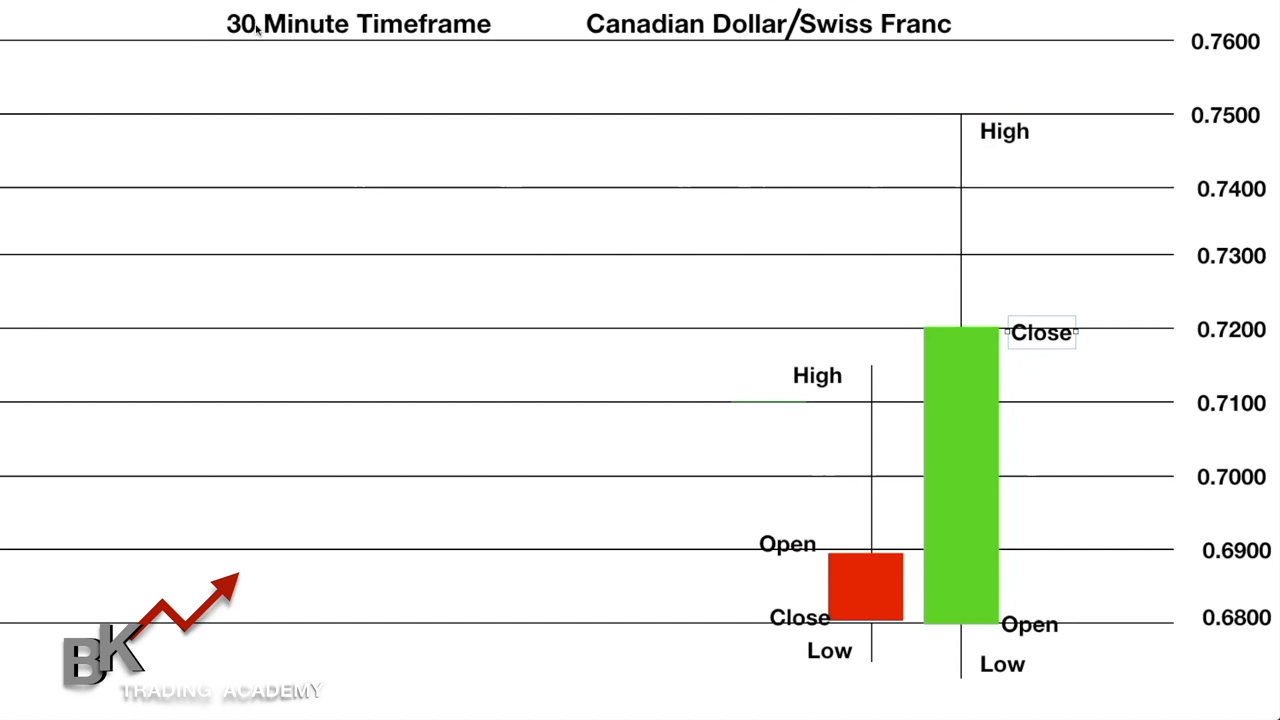 30 Minute Timeframe
Canadian Dollar/Swiss Franc
0.7600
0.7500
High
0.7400
0.7300
0.7200
Close
High
0.7100
0.7000
Open
0.6900
Close
0.6800
Open
Low
Low
BK
TRADING ACADEMY